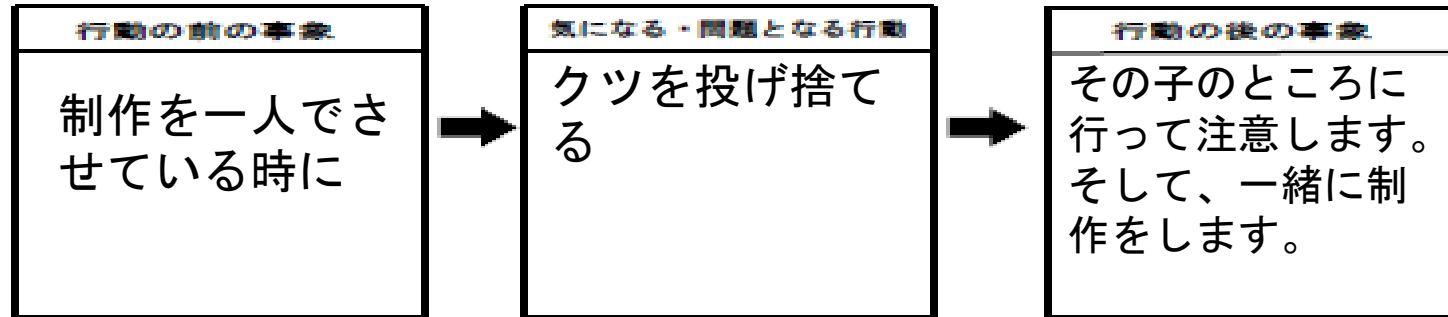 行動の前の事象
制作を一人でさ
せている時に
気になる・問題となる行動
クツを投げ捨て
る
行動の後の事象
その子のところに
行って注意します。
そして、一緒に制
作をします。